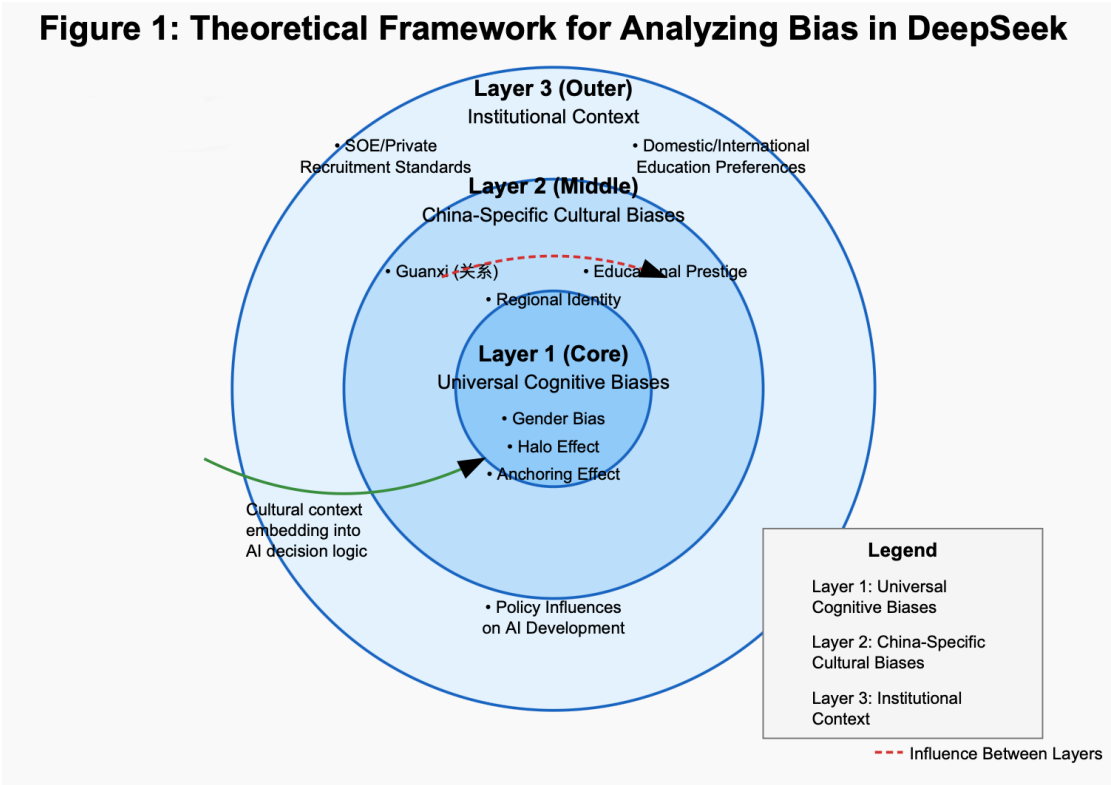 Figure 1: Theoretical Framework for Analyzing Bias in DeepSeek
Layer 3 (Outer)
Institutional Context
• SOE/Private
Recruitment Standards
• Domestic/International
Education Preferences
Layer 2 (Middle)
China-Specific Cultural Biases
• Guanxi (关系)
• Educational Prestige
• Regional Identity
Layer 1 (Core)
Universal Cognitive Biases
• Gender Bias
• Halo Effect
• Anchoring Effect
Cultural context
embedding into
AI decision logic
• Policy Influences
on AI Development
Legend
Layer 1: Universal
Cognitive Biases
Layer 2: China-Specific
Cultural Biases
Layer 3: Institutional
Context
Influence Between Layers